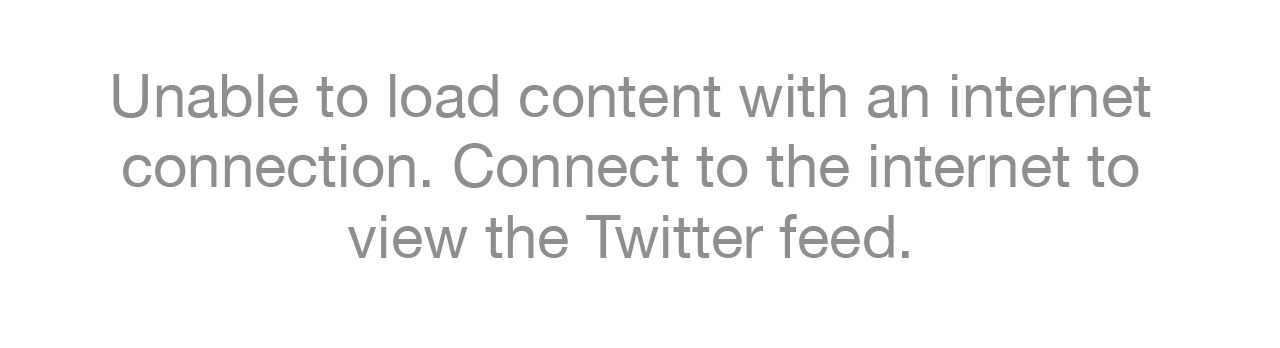 Unable to load content with an internet
connection. Connect to the internet to
view the Twitter feed.